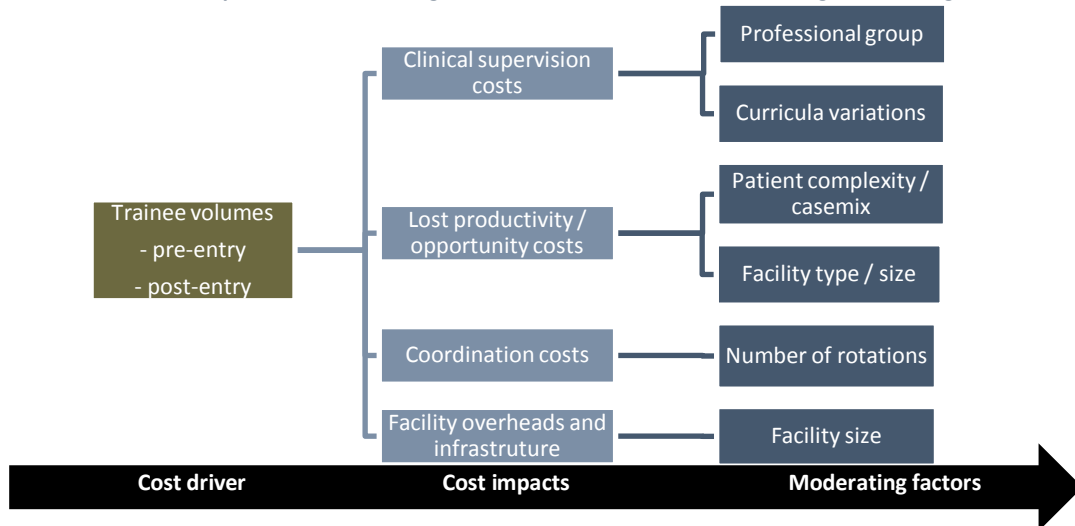 Professional group
Clinical supervision
costs
Curricula variations
Patient complexity /
casemix
Trainee volumes
- pre-entry
- post-entry
Lost productivity /
opportunity costs
Facility type / size
Coordination costs
Number of rotations
Facility overheads and
infrastruture
Facility size
Cost driver
Cost impacts
Moderating factors